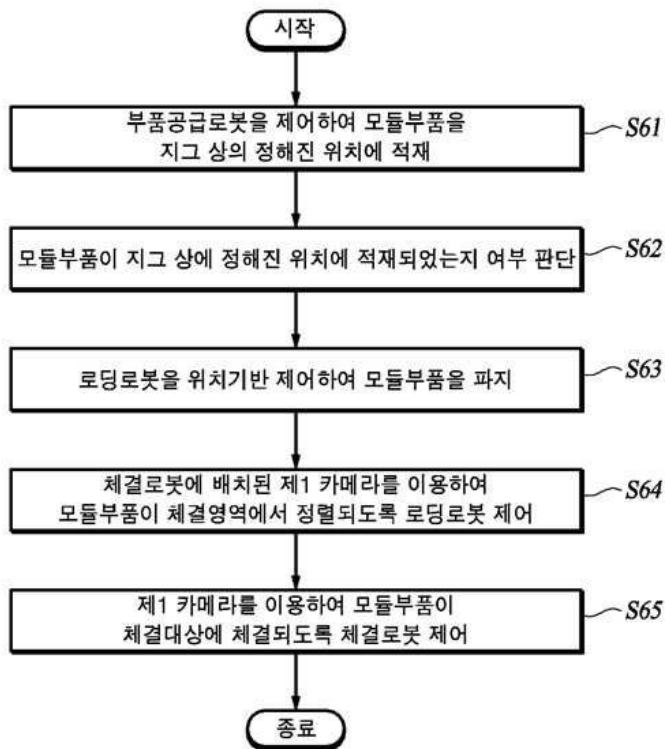 시작
부품공급로봇을 제어하여 모듈부품을
지그 상의 정해진 위치에 적재
S61
모듈부품이 지그 상에 정해진 위치에 적재되었는지 여부 판단
S62
로딩로봇을 위치기반 제어하여 모듈부품을 파지
S63
체결로봇에 배치된 제1 카메라를 이용하여
모듈부품이 체결영역에서 정렬되도록 로딩로봇 제어
S64
제1 카메라를 이용하여 모듈부품이
체결대상에 체결되도록 체결로봇 제어
S65
종료